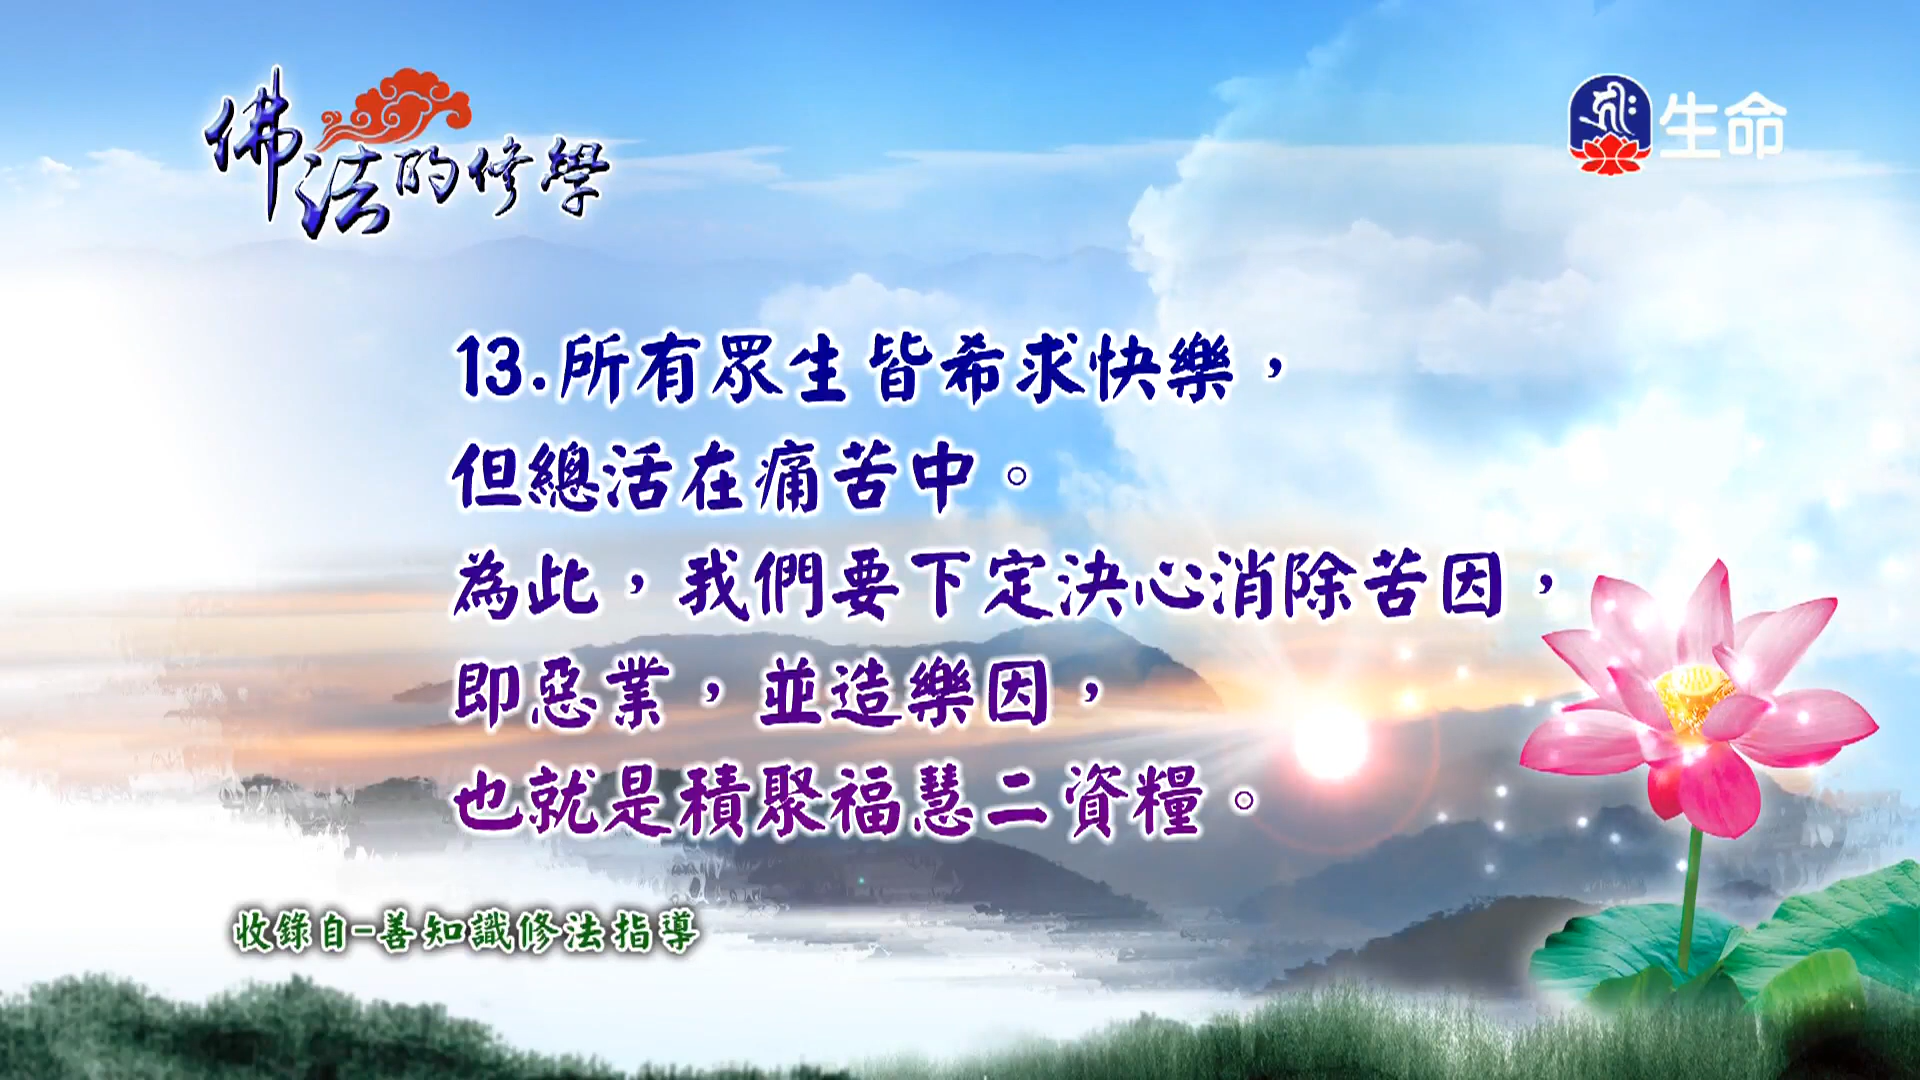 佛法的修學
生命
13.所有眾生皆希求快樂，
但總活在痛苦中。
為此，我們要下定決心消除苦因，
即惡業，並造樂因，
也就是積聚福慧二資糧。
收錄自-善知識修法指導